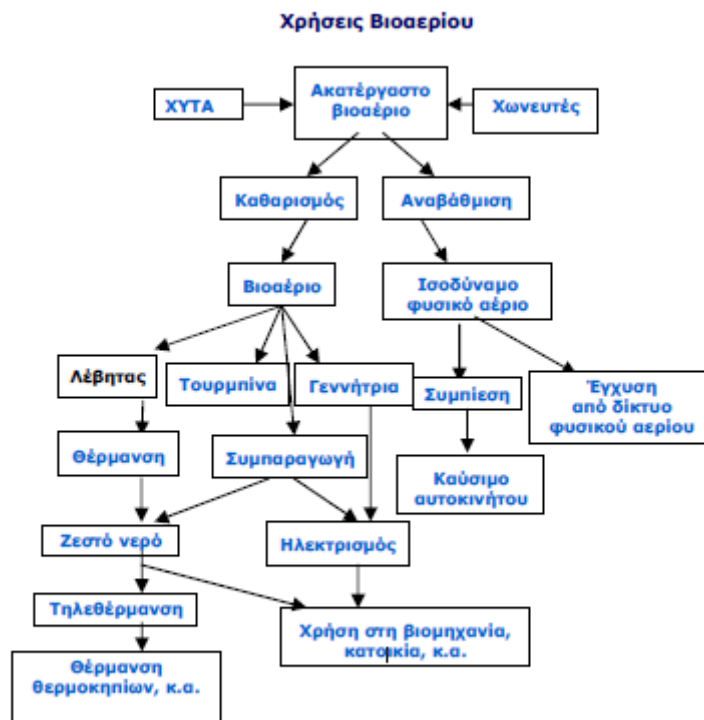 Χρήσεις Βιοαερίου
ΧΥΤΑ
Ακατέργαστο
βιοαέριο
Χωνευτές
Καθαρισμός
Αναβάθμιση
Βιοαέριο
Ισοδύναμο
φυσικό αέριο
Λέβητας
Τουρμπίνα
Γεννήτρια
Συμπίεση
Έγχυση
από δίκτυο
φυσικού αερίου
Θέρμανση
Συμπαραγωγή
Καύσιμο
αυτοκινήτου
Ζεστό νερό
Ηλεκτρισμός
Τηλεθέρμανση
Χρήση στη βιομηχανία,
κατοικία, κ.α.
Θέρμανση
θερμοκηπίων, κ.α.